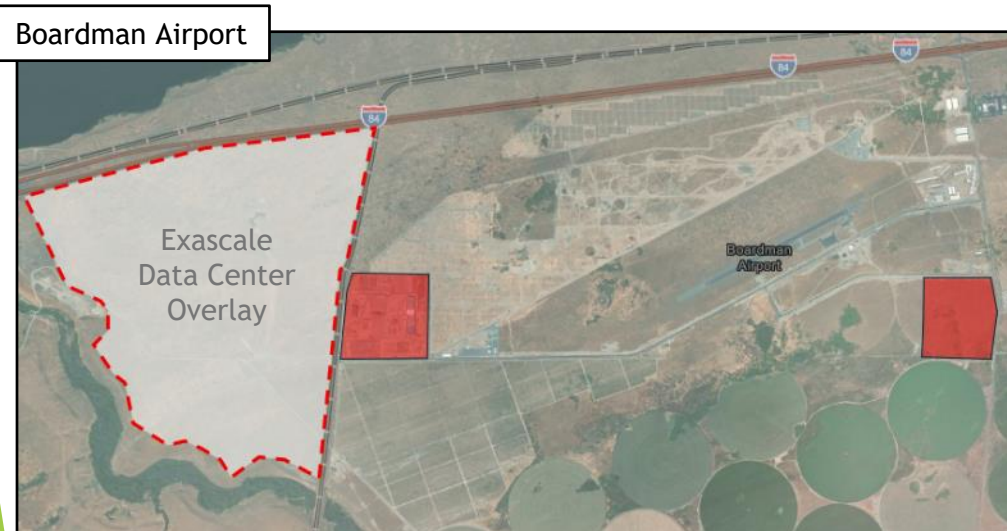 Boardman Airport
84
84
84
Exascale
Data Center
Overlay
Boardman
Airport